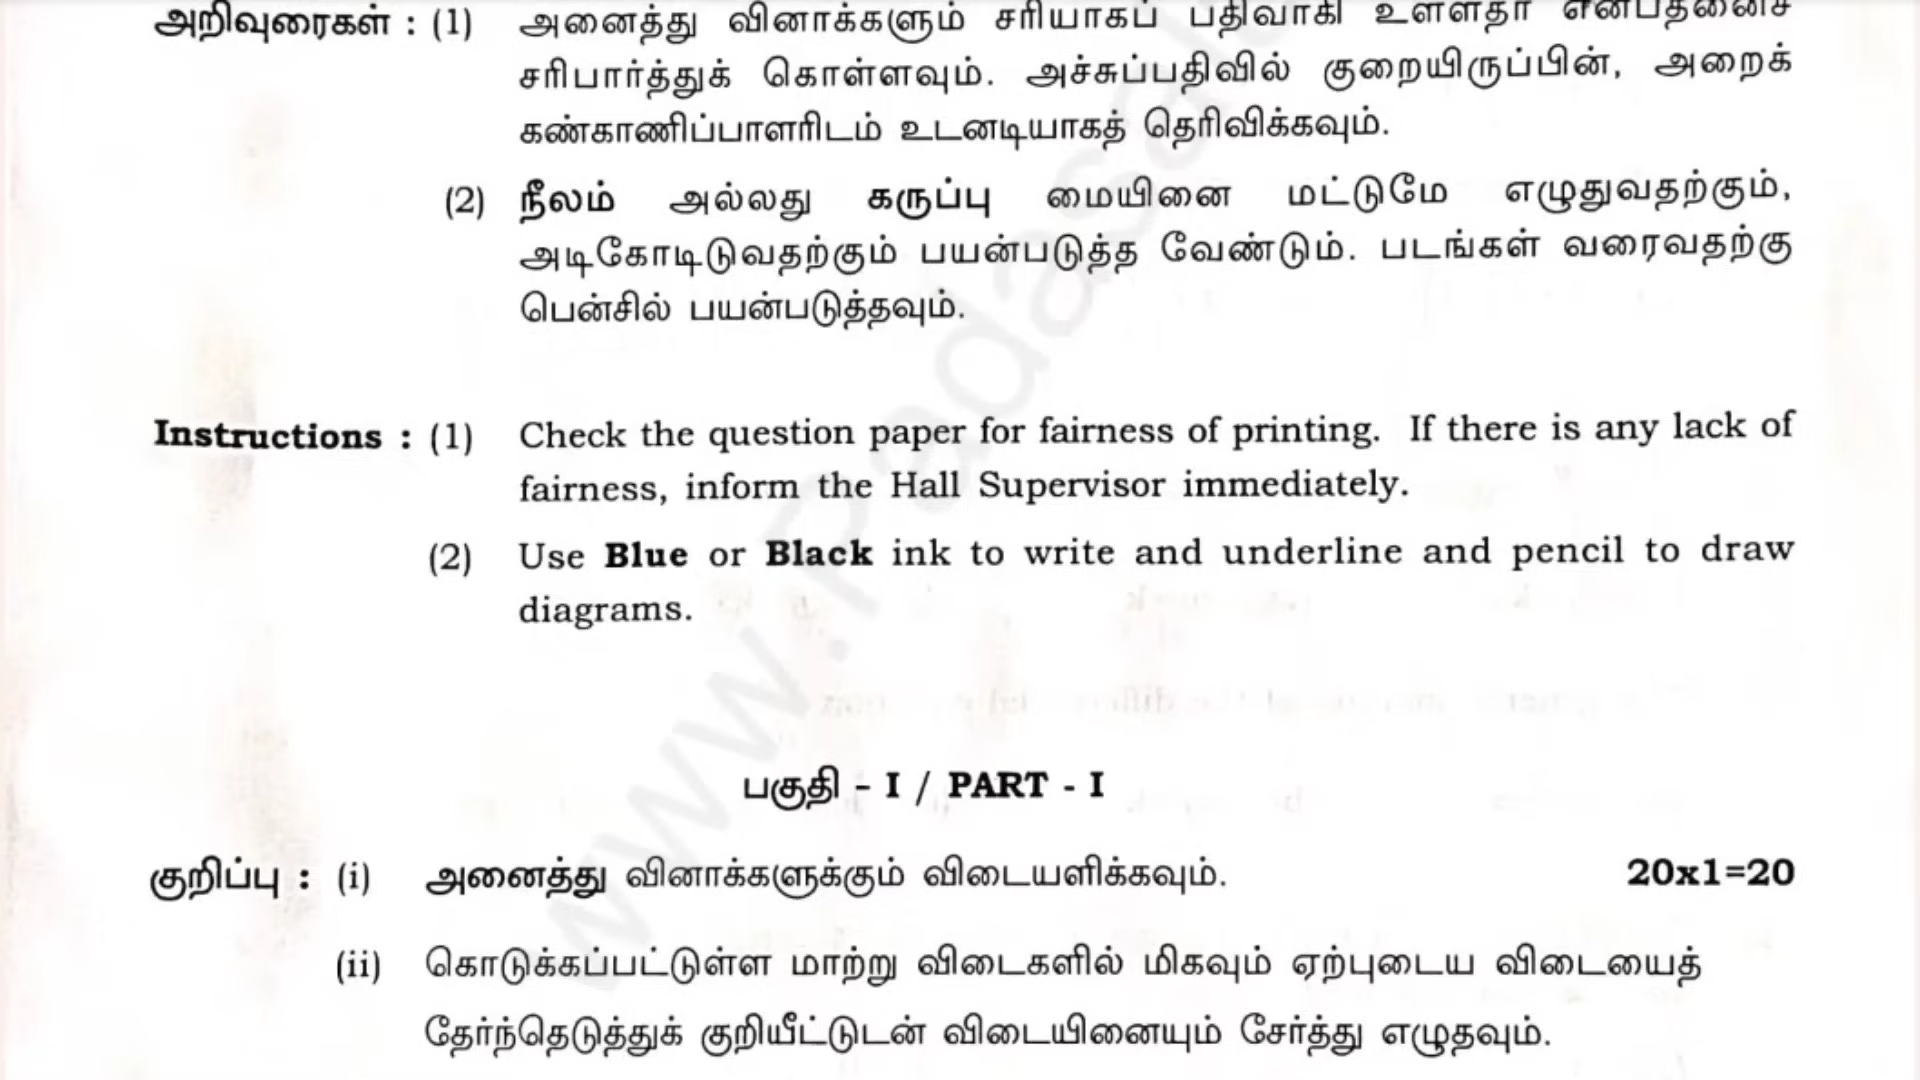 அறிவுரைகள் : (1) அனைத்து வினாக்களும் சரியாகப் பதிவாகி உள்ளதா என்பதனைச்
சரிபார்த்துக் கொள்ளவும். அச்சுப்பதிவில் குறையிருப்பின், அறைக்
கண்காணிப்பாளரிடம் உடனடியாகத் தெரிவிக்கவும்.
(2) நீலம் அல்லது கருப்பு மையினை மட்டுமே எழுதுவதற்கும்,
அடிகோடிடுவதற்கும் பயன்படுத்த வேண்டும். படங்கள் வரைவதற்கு
பென்சில் பயன்படுத்தவும்.
Instructions : (1) Check the question paper for fairness of printing. If there is any lack of
fairness, inform the Hall Supervisor immediately.
(2) Use Blue or Black ink to write and underline and pencil to draw
diagrams.
பகுதி - I / PART - I
குறிப்பு : (i) அனைத்து வினாக்களுக்கும் விடையளிக்கவும். 20x1=20
(ii) கொடுக்கப்பட்டுள்ள மாற்று விடைகளில் மிகவும் ஏற்புடைய விடையைத்
தேர்ந்தெடுத்துக் குறியீட்டுடன் விடையினையும் சேர்த்து எழுதவும்.